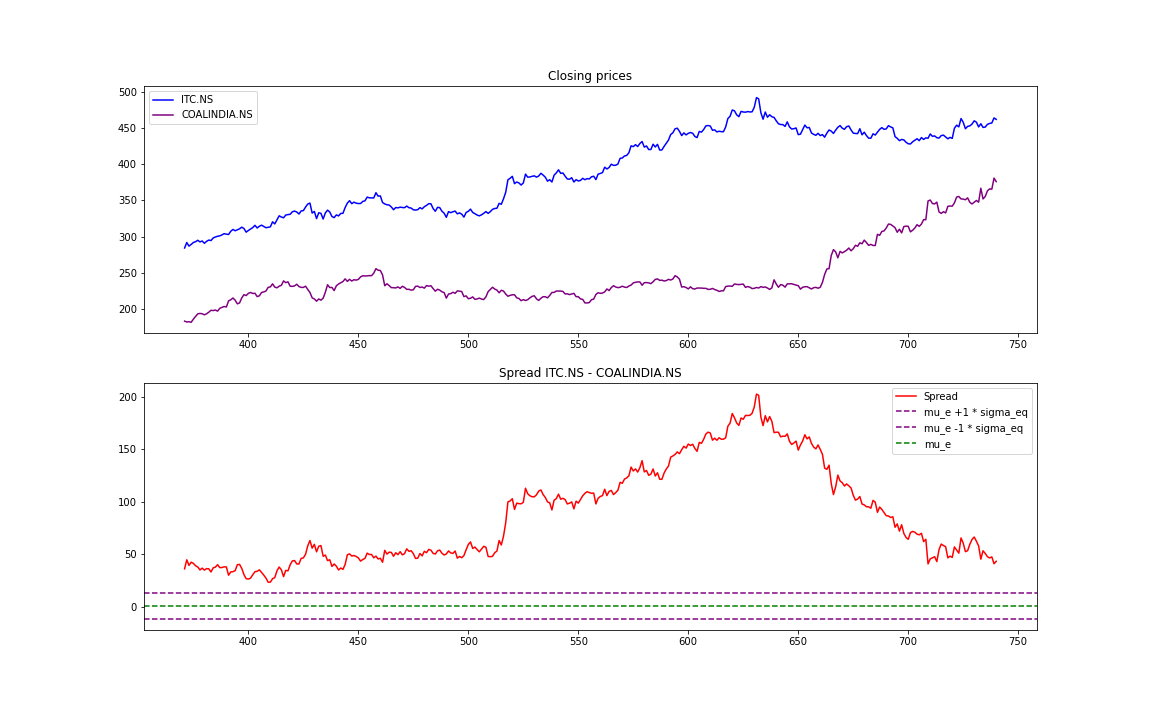 Closing prices
500
450
400
350
300
250
200
ITC.NS
COALINDIA.NS
400 450 500 550 600 650 700 750
Spread ITC.NS - COALINDIA.NS
200
150
100
50
0
Spread
mu_e +1 * sigma_eq
mu_e -1 * sigma_eq
mu_e
400 450 500 550 600 650 700 750